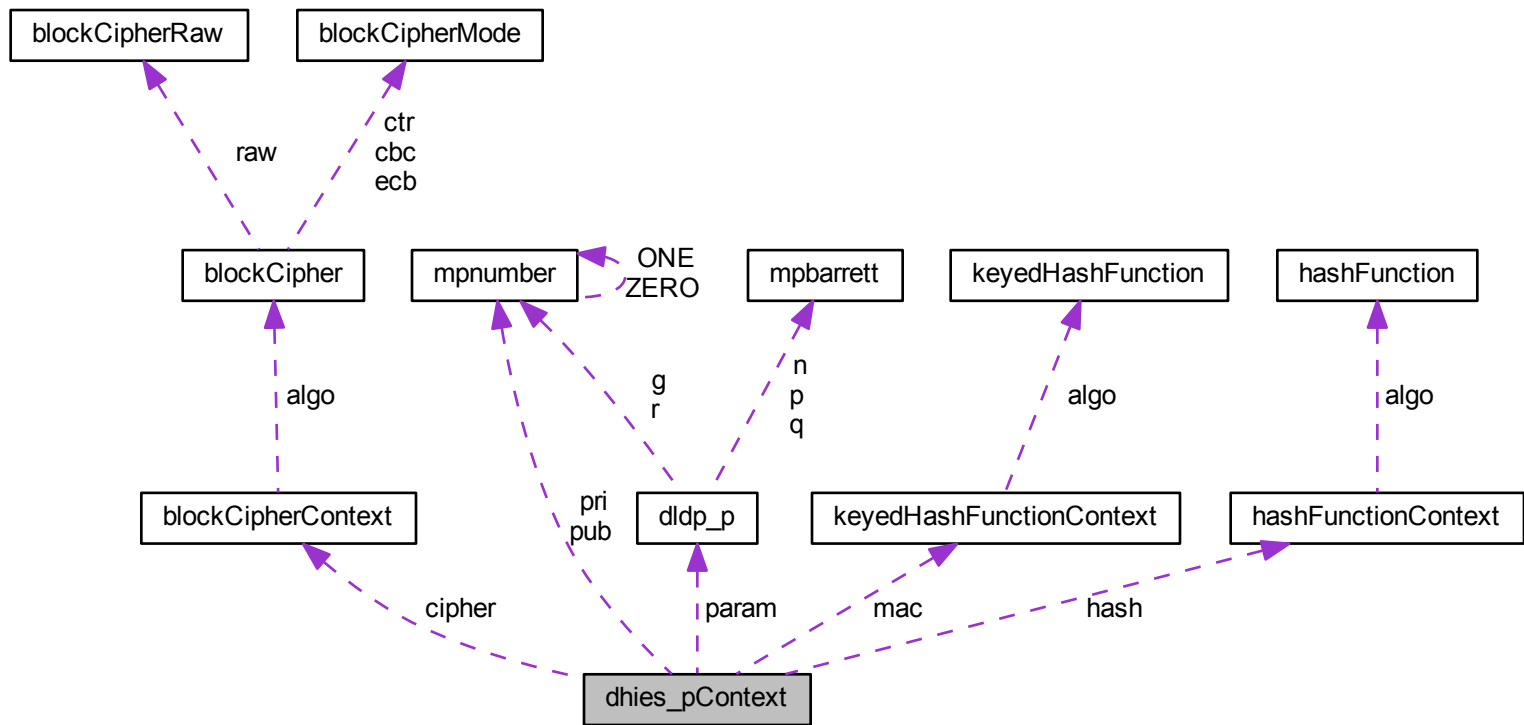 blockCipherRaw
blockCipherMode
raw
ctr
cbc
ecb
blockCipher
mpnumber
ONE
ZERO
mpbarrett
keyedHashFunction
hashFunction
algo
g
r
n
p
q
algo
algo
blockCipherContext
pri
pub
dldp_p
keyedHashFunctionContext
hashFunctionContext
cipher
param
mac
hash
dhies_pContext